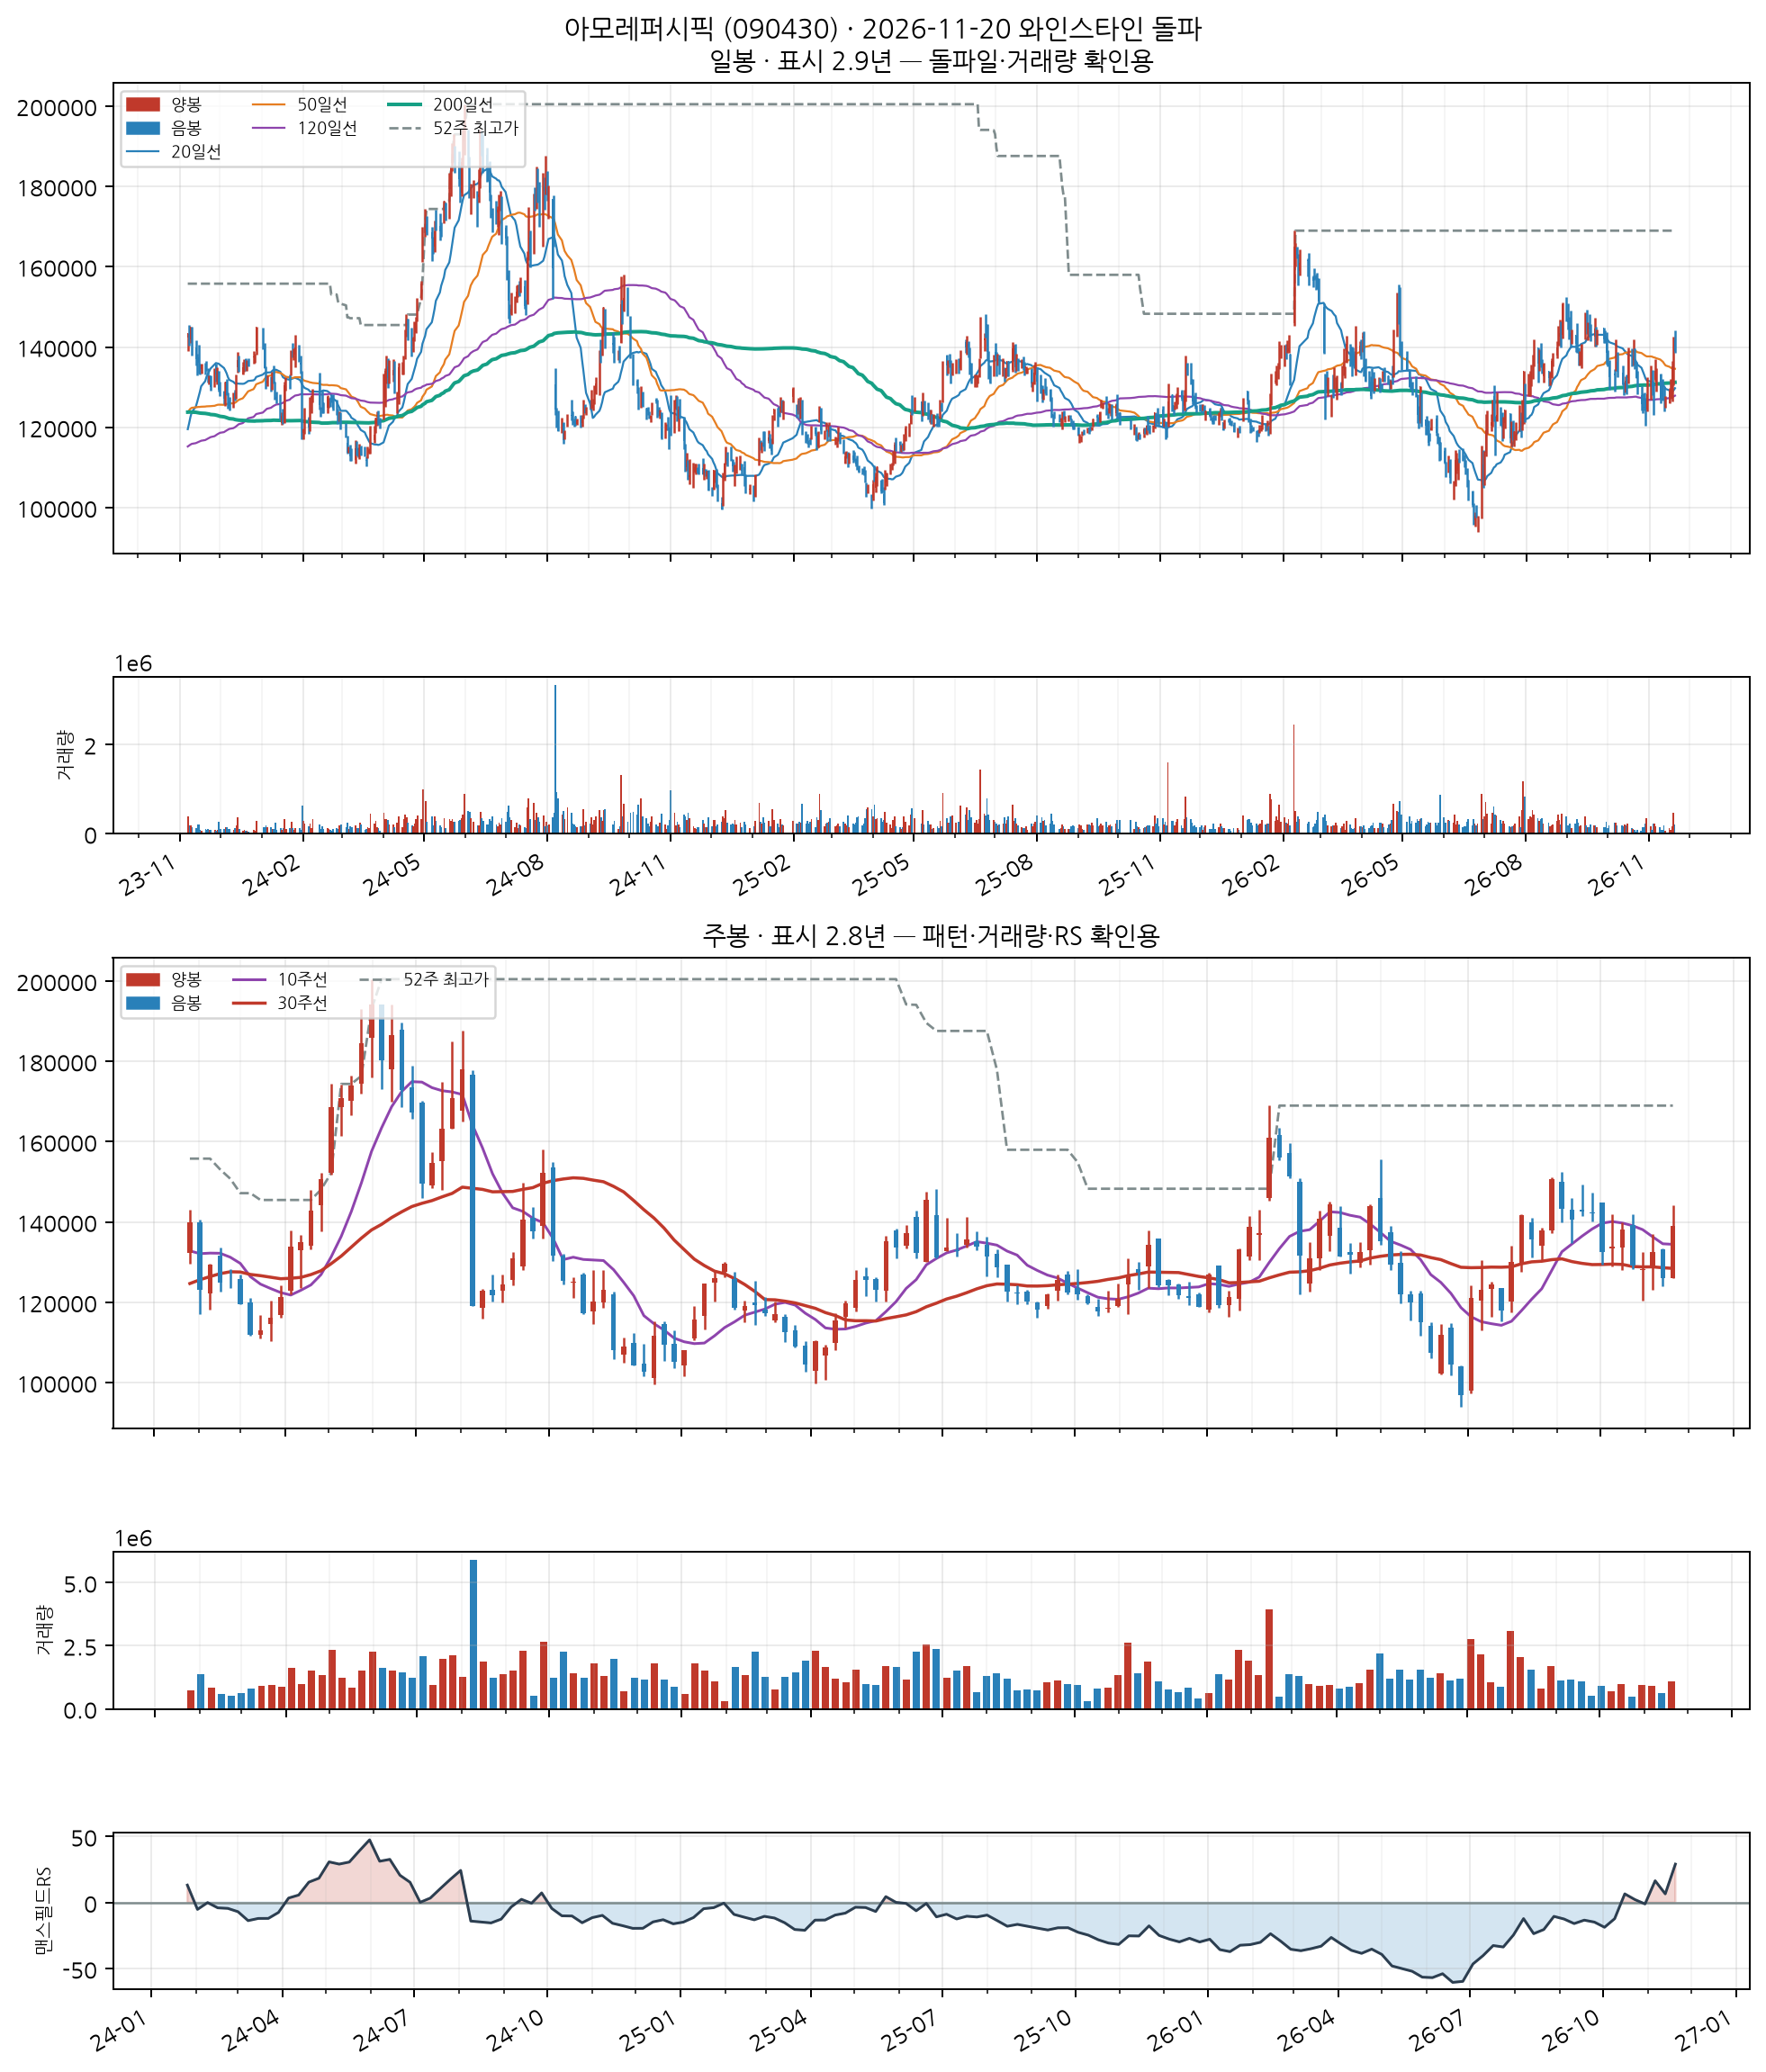 아모레퍼시픽 (090430) · 2026-11-20 와인스타인 돌파
일봉 · 표시 2.9년 — 돌파일·거래량 확인용
양봉 50일선 200일선
음봉 120일선 52주 최고가
20일선
200000
180000
160000
140000
120000
100000
1e6
거래량
2
0
23-11 24-02 24-05 24-08 24-11 25-02 25-05 25-08 25-11 26-02 26-05 26-08 26-11
주봉 · 표시 2.8년 — 패턴·거래량·RS 확인용
양봉 10주선 52주 최고가
음봉 30주선
200000
180000
160000
140000
120000
100000
1e6
거래량
5.0
2.5
0.0
맨스필드RS
50
0
-50
24-01 24-04 24-07 24-10 25-01 25-04 25-07 25-10 26-01 26-04 26-07 26-10 27-01